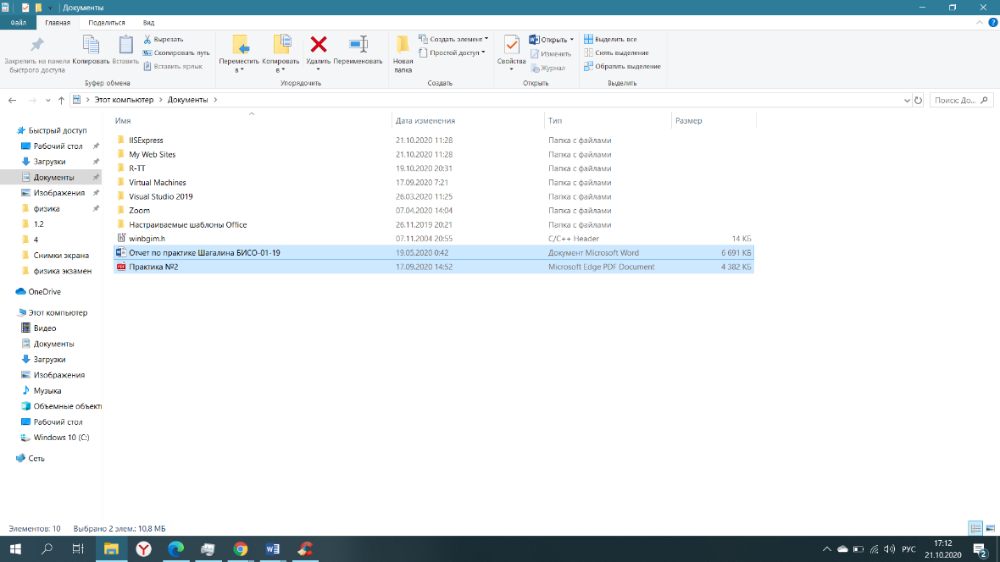 Документы
Файл Главная Поделиться Вид
Закрепить на панели быстрого доступа
Копировать
Вставить
Вырезать
Скопировать путь
Вставить ярлык
Буфер обмена
Переместить в
Копировать в
Удалить
Переименовать
Упорядочить
Новая папка
Создать элемент
Простой доступ
Создать
Свойства
Открыть
Изменить
Журнал
Открыть
Выделить все
Снять выделение
Обратить выделение
Выделить
Этот компьютер Документы
Поиск: До...
Имя Дата изменения Тип Размер
IISExpress 21.10.2020 11:28 Папка с файлами
My Web Sites 21.10.2020 11:28 Папка с файлами
R-TT 19.10.2020 20:31 Папка с файлами
Virtual Machines 17.09.2020 7:21 Папка с файлами
Visual Studio 2019 26.03.2020 11:25 Папка с файлами
Zoom 07.04.2020 14:04 Папка с файлами
Настраиваемые шаблоны Office 26.11.2019 20:21 Папка с файлами
winbgim.h 07.11.2004 20:55 C/C++ Header 14 КБ
Отчет по практике Шагалина БИСО-01-19 19.05.2020 0:42 Документ Microsoft Word 6 691 КБ
Практика №2 17.09.2020 14:52 Microsoft Edge PDF Document 4 382 КБ
Быстрый доступ
Рабочий стол
Загрузки
Документы
Изображения
физика
1.2
4
Снимки экрана
физика экзамен
OneDrive
Этот компьютер
Видео
Документы
Загрузки
Изображения
Музыка
Объемные объект
Рабочий стол
Windows 10 (C:)
Сеть
Элементов: 10 Выбрано 2 элем.: 10,8 МБ
РУС
17:12
21.10.2020
2